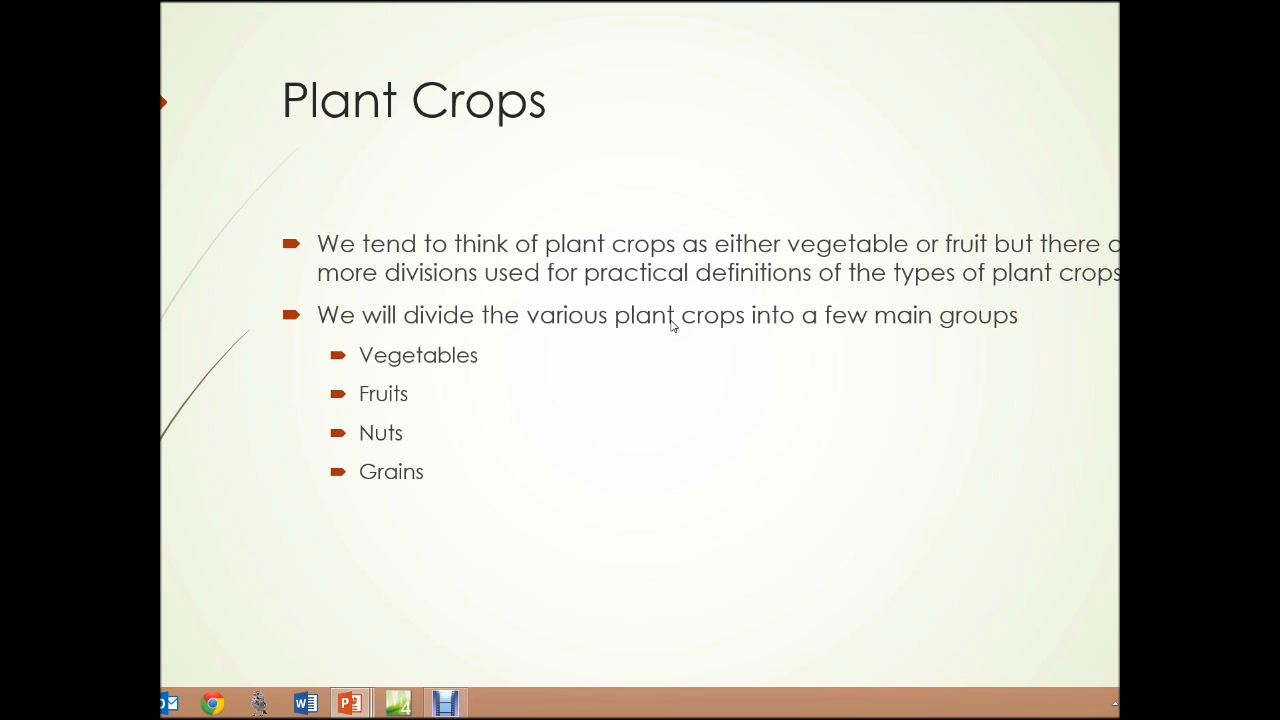 Plant Crops
We tend to think of plant crops as either vegetable or fruit but there
more divisions used for practical definitions of the types of plant crops
We will divide the various plant crops into a few main groups
Vegetables
Fruits
Nuts
Grains